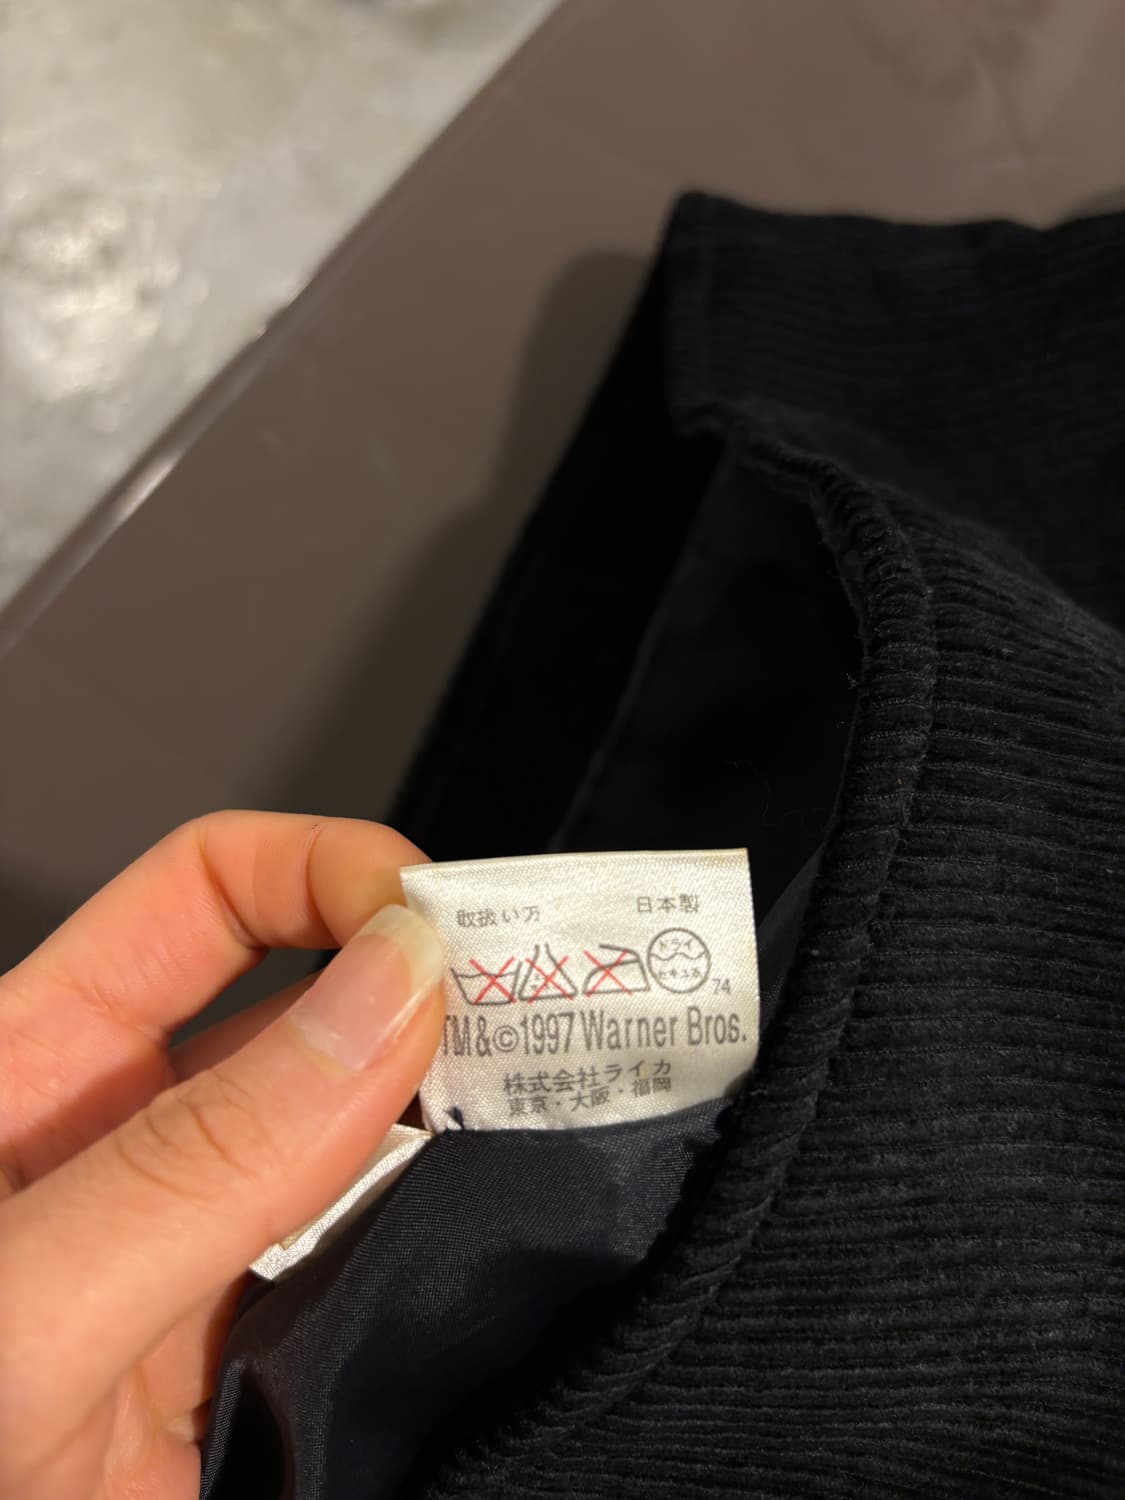 取扱い方 日本製
ドライ
セキユ系
74
TM&©1997 Warner Bros.
株式会社ライカ
東京・大阪・福岡